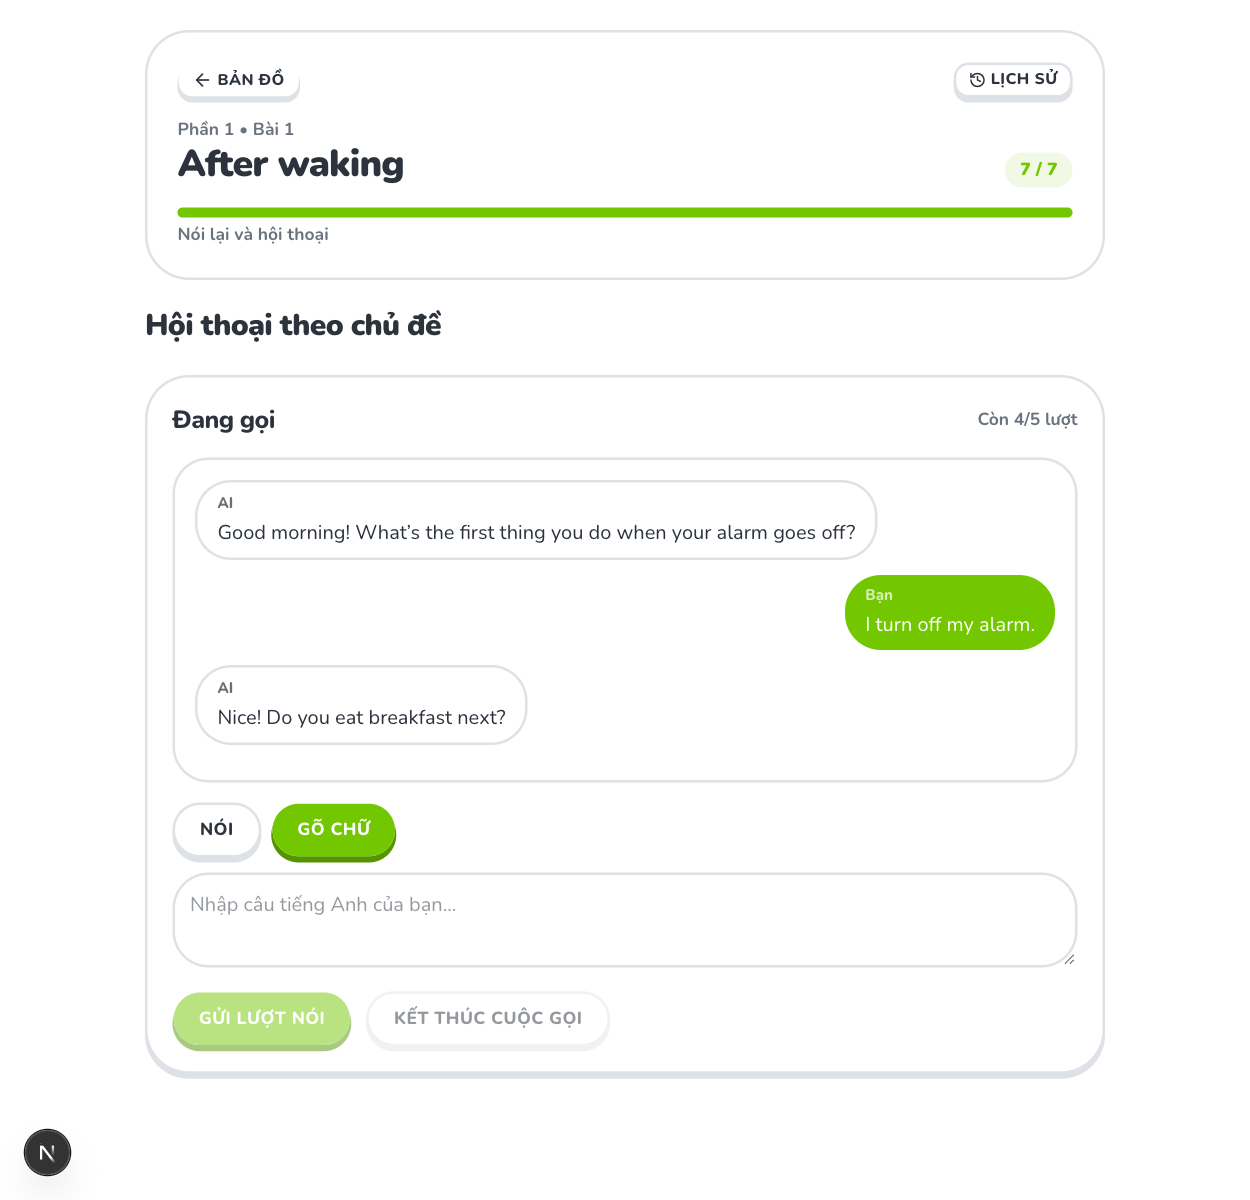 BẢN ĐỒ
LỊCH SỬ
Phần 1 • Bài 1
After waking
7 / 7
Nói lại và hội thoại
Hội thoại theo chủ đề
Đang gọi
Còn 4/5 lượt
AI
Good morning! What’s the first thing you do when your alarm goes off?
Bạn
I turn off my alarm.
AI
Nice! Do you eat breakfast next?
NÓI
GÕ CHỮ
Nhập câu tiếng Anh của bạn...
GỬI LƯỢT NÓI
KẾT THÚC CUỘC GỌI
N